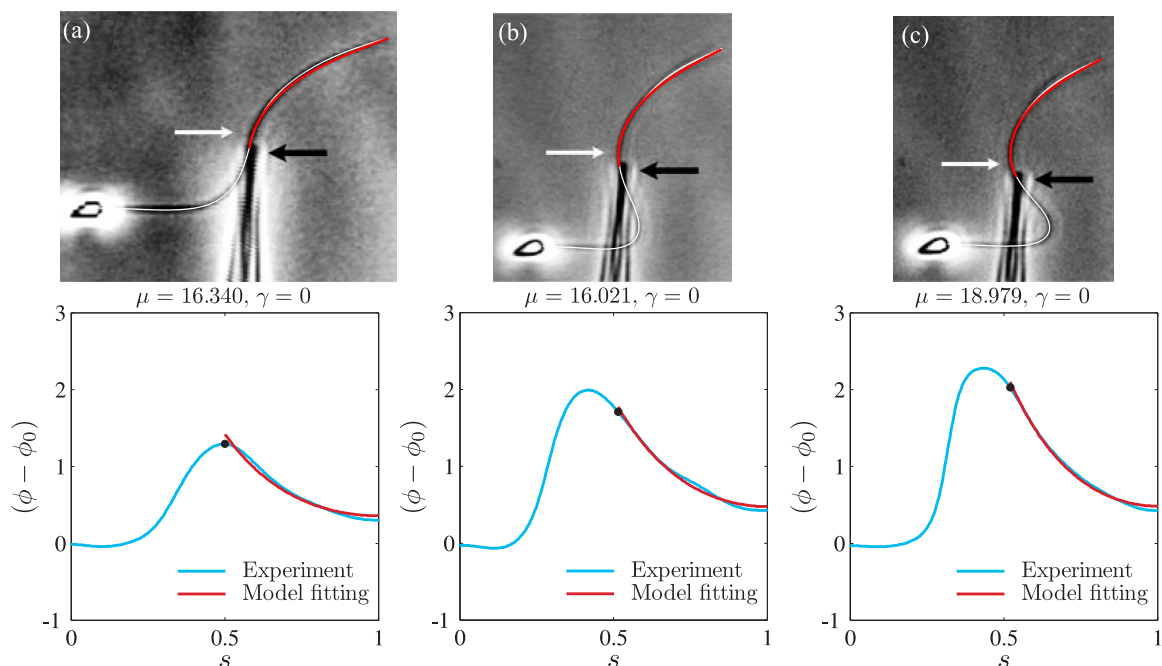 (a)
(b)
(c)
μ = 16.340, γ = 0
μ = 16.021, γ = 0
μ = 18.979, γ = 0
3
2
1
0
-1
(ϕ − ϕ₀)
Experiment
Model fitting
0
0.5
1
s
3
2
1
0
-1
(ϕ − ϕ₀)
Experiment
Model fitting
0
0.5
1
s
3
2
1
0
-1
(ϕ − ϕ₀)
Experiment
Model fitting
0
0.5
1
s